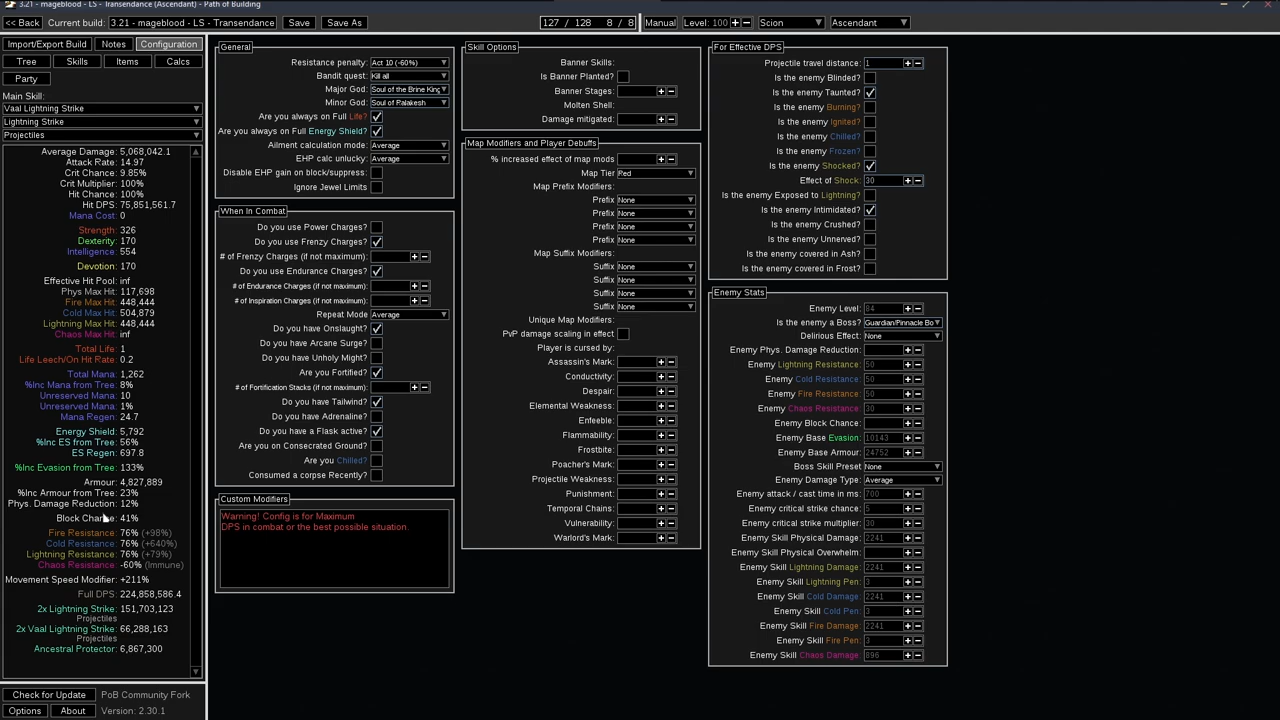 3.21 - mageblood - LS - Transendance (Ascendant) - Path of Building
<< Back
Current build:
3.21 - mageblood - LS - Transendance
Save
Save As
127 / 128  8 / 8
Manual
Level: 100
+
-
Scion
Ascendant
Import/Export Build
Notes
Configuration
Tree
Skills
Items
Calcs
Party
Main Skill:
Vaal Lightning Strike
Lightning Strike
Projectiles
Average Damage: 5,068,042.1
Attack Rate: 14.97
Crit Chance: 9.85%
Crit Multiplier: 100%
Hit Chance: 100%
Hit DPS: 75,851,561.7
Mana Cost: 0
Strength: 326
Dexterity: 170
Intelligence: 554
Devotion: 170
Effective Hit Pool: inf
Phys Max Hit: 117,698
Fire Max Hit: 448,444
Cold Max Hit: 504,879
Lightning Max Hit: 448,444
Chaos Max Hit: inf
Total Life: 1
Life Leech/On Hit Rate: 0.2
Total Mana: 1,262
%Inc Mana from Tree: 8%
Unreserved Mana: 10
Unreserved Mana: 1%
Mana Regen: 24.7
Energy Shield: 5,792
%Inc ES from Tree: 56%
ES Regen: 697.8
%Inc Evasion from Tree: 133%
Armour: 4,827,889
%Inc Armour from Tree: 23%
Phys. Damage Reduction: 12%
Block Chance: 41%
Fire Resistance: 76% (+98%)
Cold Resistance: 76% (+640%)
Lightning Resistance: 76% (+79%)
Chaos Resistance: -60% (Immune)
Movement Speed Modifier: +211%
Full DPS: 224,858,586.4
2x Lightning Strike: 151,703,123
Projectiles
2x Vaal Lightning Strike: 66,288,163
Projectiles
Ancestral Protector: 6,867,300
Check for Update
PoB Community Fork
Options
About
Version: 2.30.1
General
Resistance penalty: Act 10 (-60%)
Bandit quest: Kill all
Major God: Soul of the Brine King
Minor God: Soul of Ralakesh
Are you always on Full Life?
Are you always on Full Energy Shield?
Ailment calculation mode: Average
EHP calc unlucky: Average
Disable EHP gain on block/suppress:
Ignore Jewel Limits
When In Combat
Do you use Power Charges?
Do you use Frenzy Charges?
# of Frenzy Charges (if not maximum): + -
Do you use Endurance Charges?
# of Endurance Charges (if not maximum): + -
# of Inspiration Charges (if not maximum): + -
Repeat Mode Average
Do you have Onslaught?
Do you have Arcane Surge?
Do you have Unholy Might?
Are you Fortified?
# of Fortification Stacks (if not maximum): + -
Do you have Tailwind?
Do you have Adrenaline?
Do you have a Flask active?
Are you on Consecrated Ground?
Are you Chilled?
Consumed a corpse Recently?
Custom Modifiers
Warning! Config is for Maximum
DPS in combat or the best possible situation.
Skill Options
Banner Skills:
Is Banner Planted?
Banner Stages: + -
Molten Shell:
Damage mitigated: + -
Map Modifiers and Player Debuffs
% increased effect of map mods + -
Map Tier Red
Map Prefix Modifiers:
Prefix None
Prefix None
Prefix None
Prefix None
Map Suffix Modifiers:
Suffix None
Suffix None
Suffix None
Suffix None
Unique Map Modifiers:
PvP damage scaling in effect
Player is cursed by:
Assassin's Mark: + -
Conductivity: + -
Despair: + -
Elemental Weakness: + -
Enfeeble: + -
Flammability: + -
Frostbite: + -
Poacher's Mark: + -
Projectile Weakness: + -
Punishment: + -
Temporal Chains: + -
Vulnerability: + -
Warlord's Mark: + -
For Effective DPS
Projectile travel distance: 1 + -
Is the enemy Blinded?
Is the enemy Taunted?
Is the enemy Burning?
Is the enemy Ignited?
Is the enemy Chilled?
Is the enemy Frozen?
Is the enemy Shocked?
Effect of Shock: 30 + -
Is the enemy Exposed to Lightning?
Is the enemy Intimidated?
Is the enemy Crushed?
Is the enemy Unnerved?
Is the enemy covered in Ash?
Is the enemy covered in Frost?
Enemy Stats
Enemy Level: 84 + -
Is the enemy a Boss? Guardian/Pinnacle Bo
Delirious Effect: None
Enemy Phys. Damage Reduction: + -
Enemy Lightning Resistance: 50 + -
Enemy Cold Resistance: 50 + -
Enemy Fire Resistance: 50 + -
Enemy Chaos Resistance: 30 + -
Enemy Block Chance: + -
Enemy Base Evasion: 10143 + -
Enemy Base Armour: 24752 + -
Boss Skill Preset None
Enemy Damage Type: Average
Enemy attack / cast time in ms: 700 + -
Enemy critical strike chance: 5 + -
Enemy critical strike multiplier: 30 + -
Enemy Skill Physical Damage: 2241 + -
Enemy Skill Physical Overwhelm: + -
Enemy Skill Lightning Damage: 2241 + -
Enemy Skill Lightning Pen: 3 + -
Enemy Skill Cold Damage: 2241 + -
Enemy Skill Cold Pen: 3 + -
Enemy Skill Fire Damage: 2241 + -
Enemy Skill Fire Pen: 3 + -
Enemy Skill Chaos Damage: 896 + -